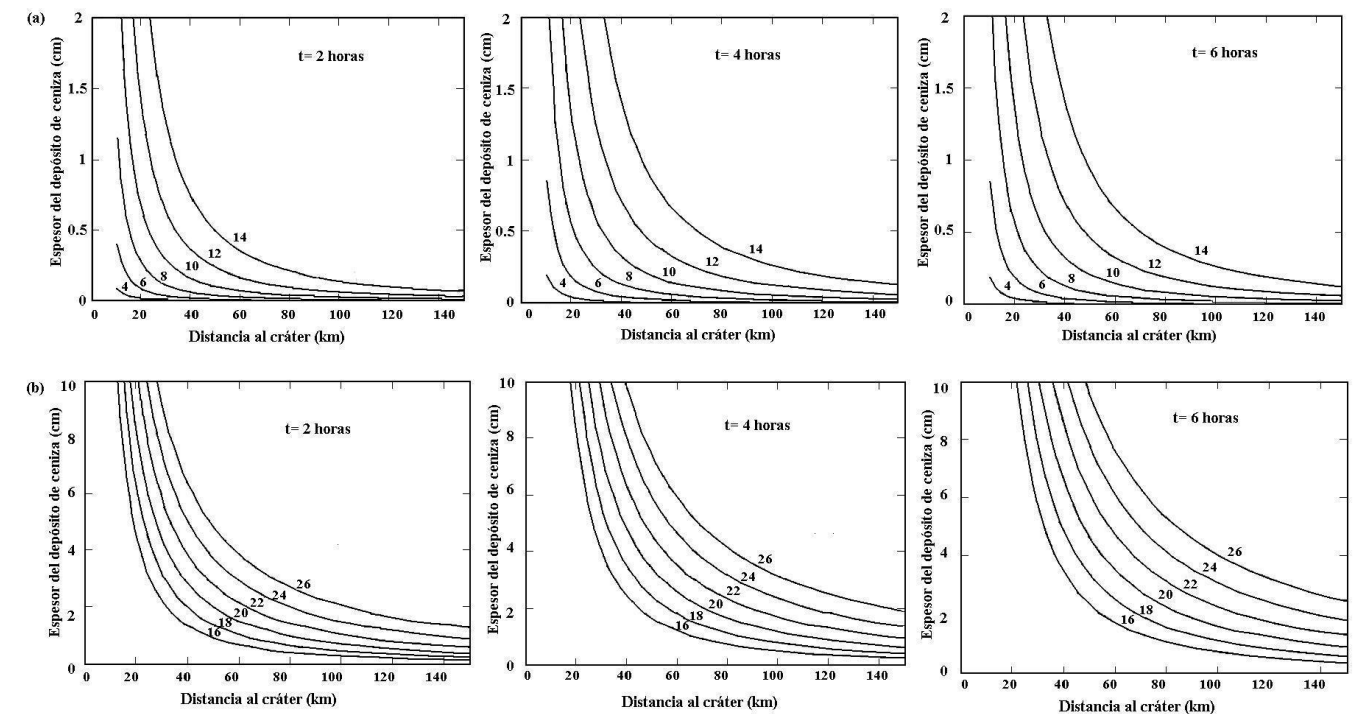 (a)
Espesor del depósito de ceniza (cm)
2
1.5
1
0.5
0
t= 2 horas
14
12
10
8
6
4
0 20 40 60 80 100 120 140
Distancia al cráter (km)
Espesor del depósito de ceniza (cm)
2
1.5
1
0.5
0
t= 4 horas
14
12
10
8
6
4
0 20 40 60 80 100 120 140
Distancia al cráter (km)
Espesor del depósito de ceniza (cm)
2
1.5
1
0.5
0
t= 6 horas
14
12
10
8
6
4
0 20 40 60 80 100 120 140
Distancia al cráter (km)
(b)
Espesor del depósito de ceniza (cm)
10
8
6
4
2
0
t= 2 horas
26
24
22
20
18
16
0 20 40 60 80 100 120 140
Distancia al cráter (km)
Espesor del depósito de ceniza (cm)
10
8
6
4
2
0
t= 4 horas
26
24
22
20
18
16
0 20 40 60 80 100 120 140
Distancia al cráter (km)
Espesor del depósito de ceniza (cm)
10
8
6
4
2
0
t= 6 horas
26
24
22
20
18
16
0 20 40 60 80 100 120 140
Distancia al cráter (km)